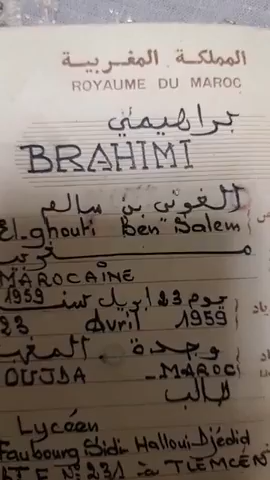 المملكة المغربية
ROYAUME DU MAROC
براهيمي
BRAHIMI
الغوتي بن سالم
El-ghouti Ben Salem
مغربي
MAROCAINE
يوم 23 ابريل سنة 1959
23 Avril 1959
وجدة - المغرب
OUJDA - MAROC
طالب
Lycéen
Faubourg Sidi Halloui-Djédid
N° 231 à TLEMCEN